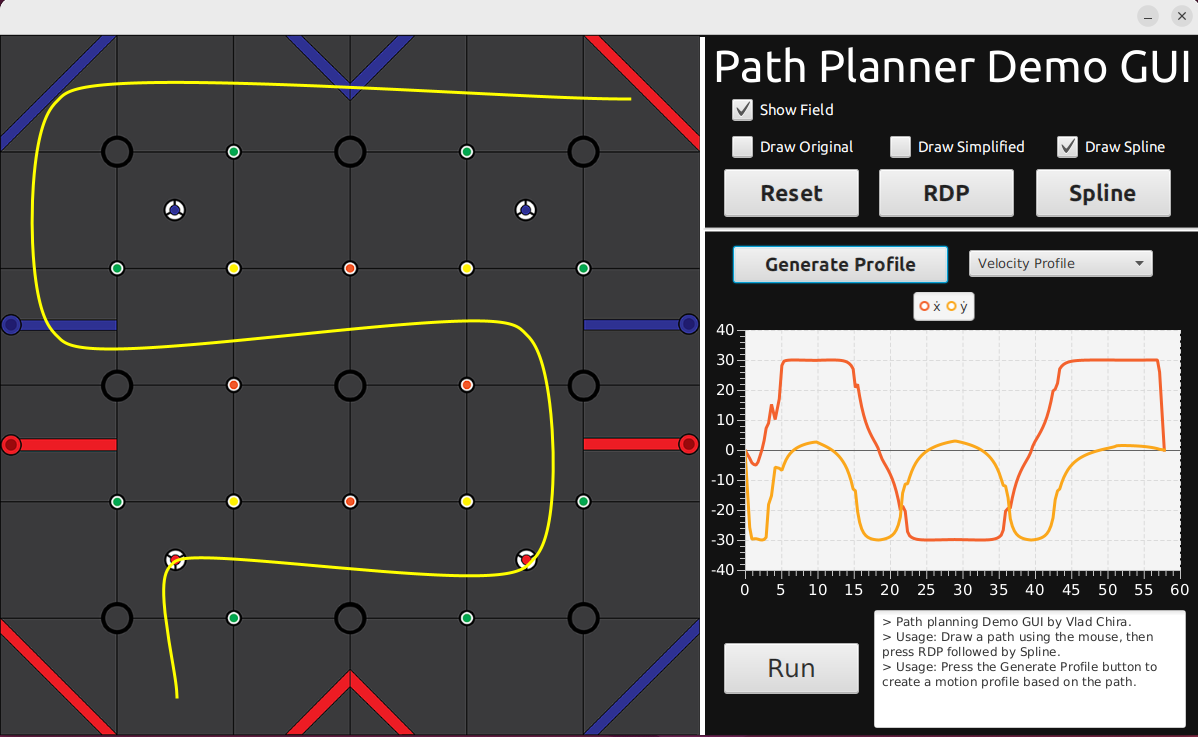 Path Planner Demo GUI
Show Field
Draw Original Draw Simplified Draw Spline
Reset RDP Spline
Generate Profile Velocity Profile
ẋ ẏ
40
30
20
10
0
-10
-20
-30
-40
0 5 10 15 20 25 30 35 40 45 50 55 60
> Path planning Demo GUI by Vlad Chira.
> Usage: Draw a path using the mouse, then
press RDP followed by Spline.
> Usage: Press the Generate Profile button to
create a motion profile based on the path.
Run